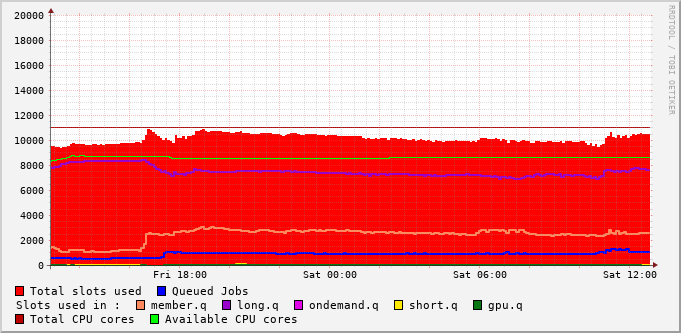 RRDTOOL / TOBI OETIKER
20000
18000
16000
14000
12000
10000
8000
6000
4000
2000
0
Fri 18:00 Sat 00:00 Sat 06:00 Sat 12:00
Total slots used Queued Jobs
Slots used in : member.q long.q ondemand.q short.q gpu.q
Total CPU cores Available CPU cores